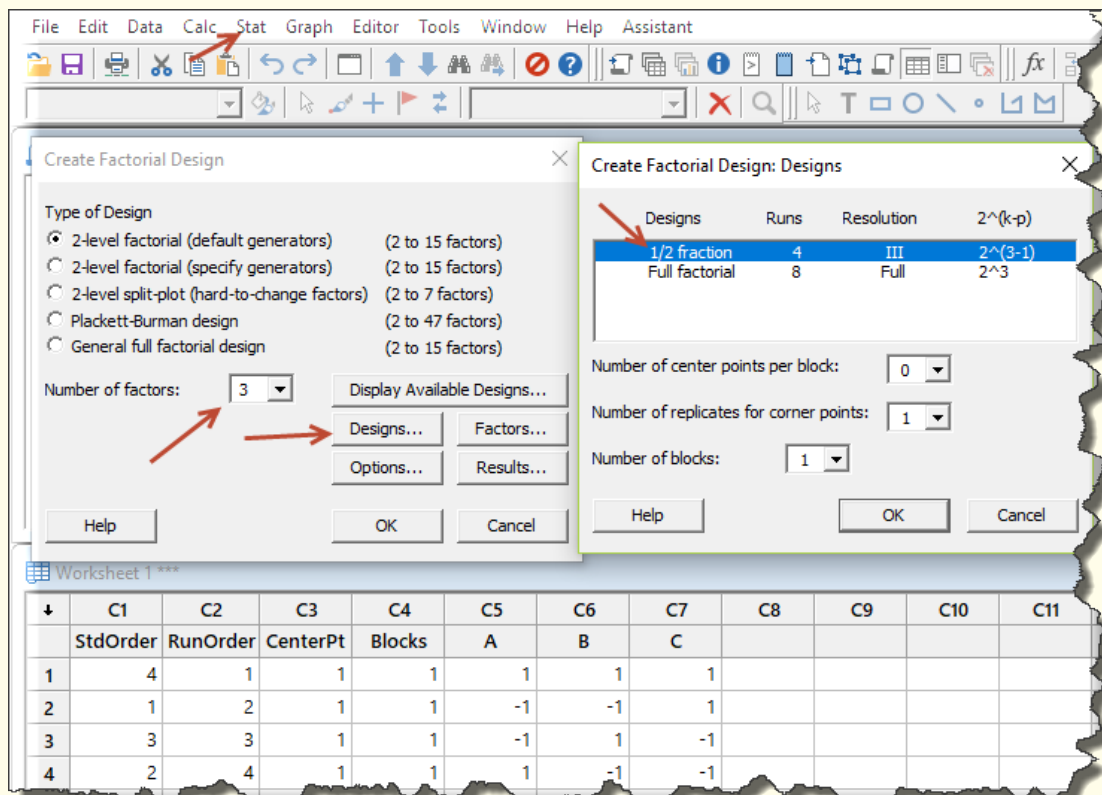 File Edit Data Calc Stat Graph Editor Tools Window Help Assistant
fx
T
Create Factorial Design
Type of Design
2-level factorial (default generators) (2 to 15 factors)
2-level factorial (specify generators) (2 to 15 factors)
2-level split-plot (hard-to-change factors) (2 to 7 factors)
Plackett-Burman design (2 to 47 factors)
General full factorial design (2 to 15 factors)
Number of factors: 3 Display Available Designs...
Designs... Factors...
Options... Results...
Help OK Cancel
Create Factorial Design: Designs
Designs Runs Resolution 2^(k-p)
1/2 fraction 4 III 2^(3-1)
Full factorial 8 Full 2^3
Number of center points per block: 0
Number of replicates for corner points: 1
Number of blocks: 1
Help OK Cancel
Worksheet 1 ***
C1 C2 C3 C4 C5 C6 C7 C8 C9 C10 C11
StdOrder RunOrder CenterPt Blocks A B C
1 4 1 1 1 1 1 1
2 1 2 1 1 -1 -1 1
3 3 3 1 1 -1 1 -1
4 2 4 1 1 1 -1 -1